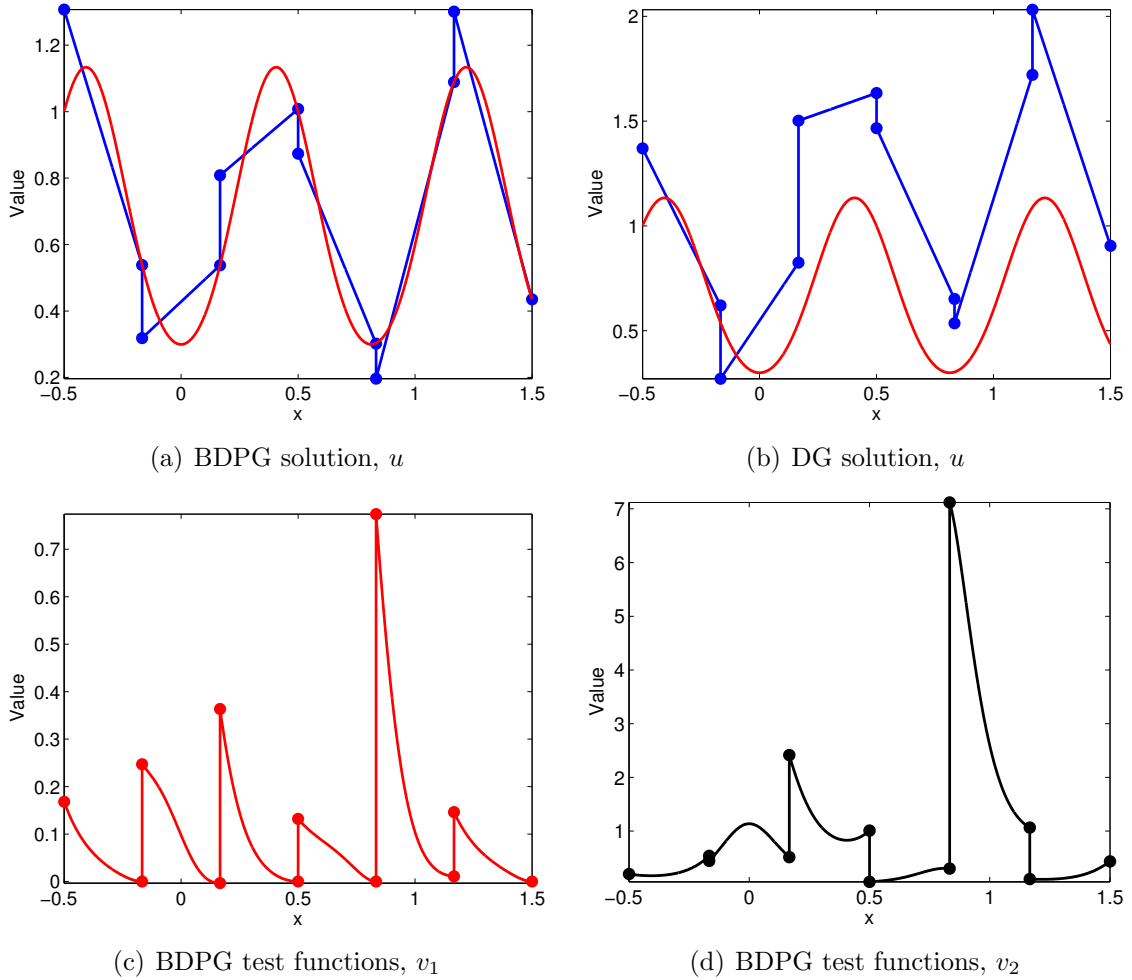 1.2
1
0.8
0.6
0.4
0.2
Value
−0.5 0 0.5 1 1.5
x
(a) BDPG solution, u
2
1.5
1
0.5
Value
−0.5 0 0.5 1 1.5
x
(b) DG solution, u
0.7
0.6
0.5
0.4
0.3
0.2
0.1
0
Value
−0.5 0 0.5 1 1.5
x
(c) BDPG test functions, v₁
7
6
5
4
3
2
1
Value
−0.5 0 0.5 1 1.5
x
(d) BDPG test functions, v₂